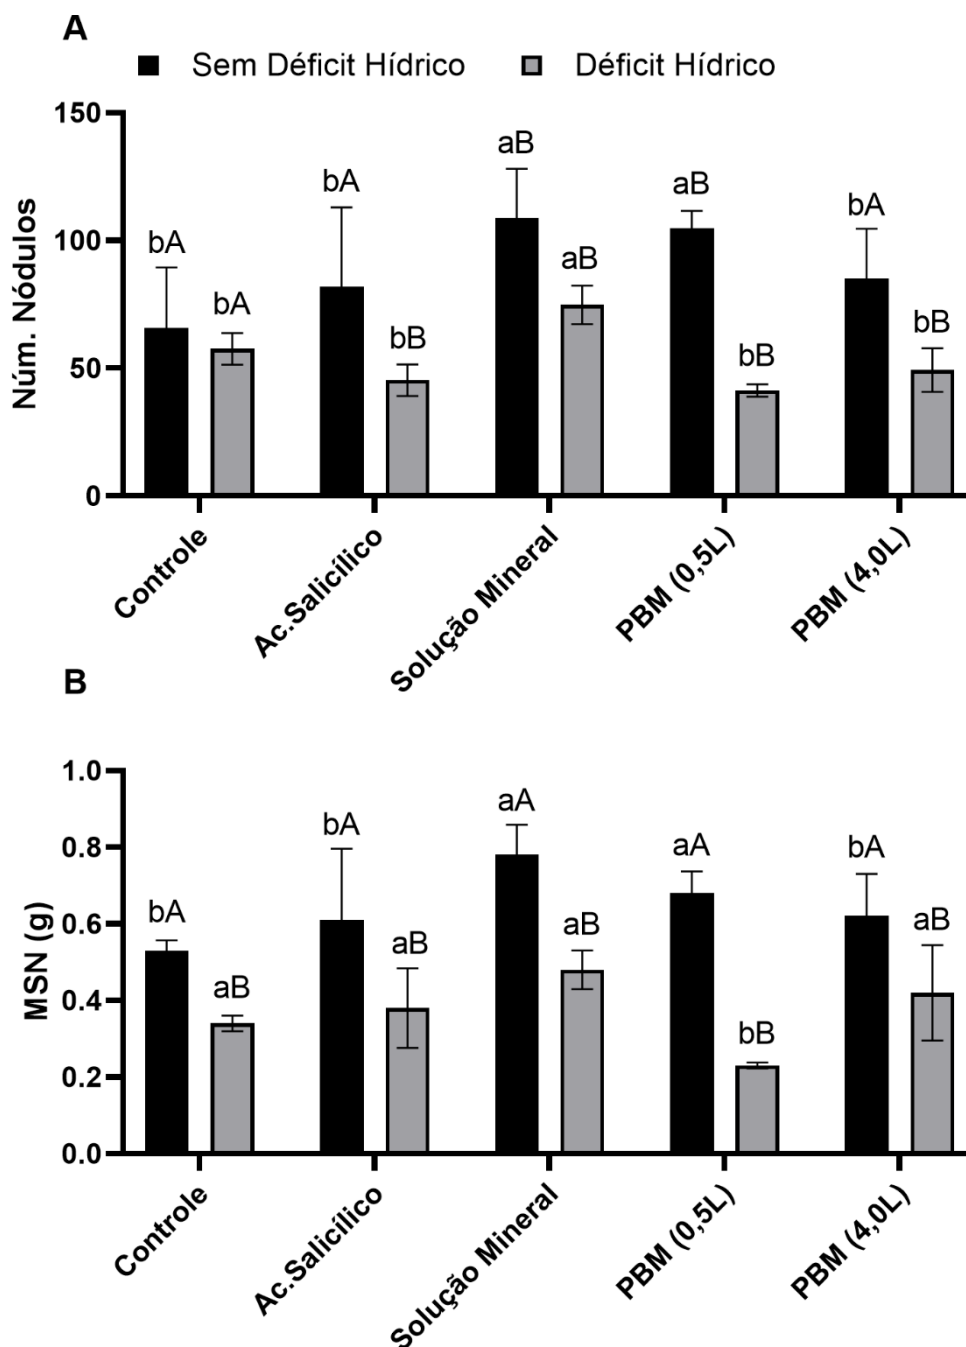 A
Sem Déficit Hídrico Déficit Hídrico
Núm. Nódulos
150
100
50
0
bA
bA
bA
bB
aB
aB
aB
bB
bA
bB
Controle
Ac.Salicílico
Solução Mineral
PBM (0,5L)
PBM (4,0L)
B
MSN (g)
1.0
0.8
0.6
0.4
0.2
0.0
bA
aB
bA
aB
aA
aB
aA
bB
bA
aB
Controle
Ac.Salicílico
Solução Mineral
PBM (0,5L)
PBM (4,0L)